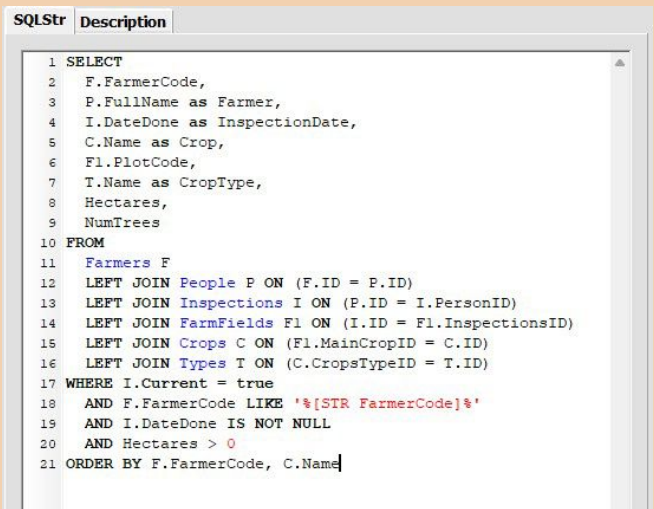 SQLStr Description
1 SELECT
2 F.FarmerCode,
3 P.FullName as Farmer,
4 I.DateDone as InspectionDate,
5 C.Name as Crop,
6 Fl.PlotCode,
7 T.Name as CropType,
8 Hectares,
9 NumTrees
10 FROM
11 Farmers F
12 LEFT JOIN People P ON (F.ID = P.ID)
13 LEFT JOIN Inspections I ON (P.ID = I.PersonID)
14 LEFT JOIN FarmFields Fl ON (I.ID = Fl.InspectionsID)
15 LEFT JOIN Crops C ON (Fl.MainCropID = C.ID)
16 LEFT JOIN Types T ON (C.CropsTypeID = T.ID)
17 WHERE I.Current = true
18 AND F.FarmerCode LIKE '%[STR FarmerCode]%'
19 AND I.DateDone IS NOT NULL
20 AND Hectares > 0
21 ORDER BY F.FarmerCode, C.Name